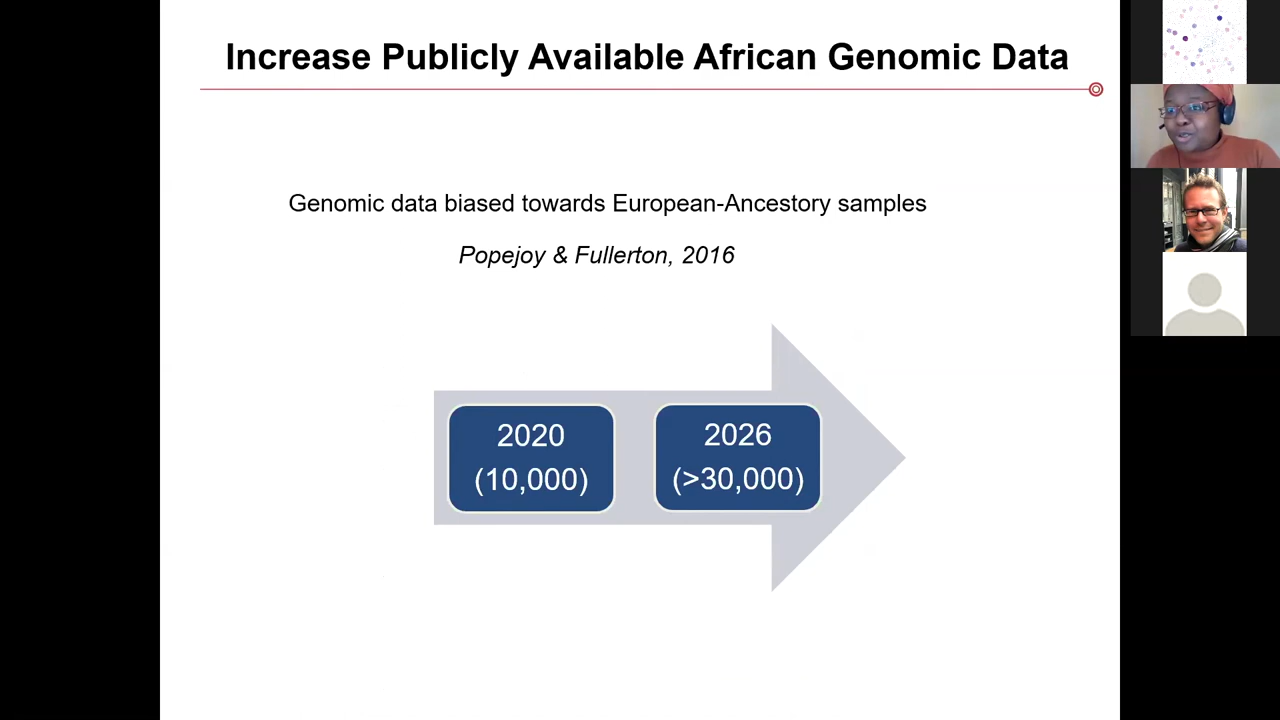 Increase Publicly Available African Genomic Data
Genomic data biased towards European-Ancestory samples
Popejoy & Fullerton, 2016
2020
(10,000)
2026
(>30,000)